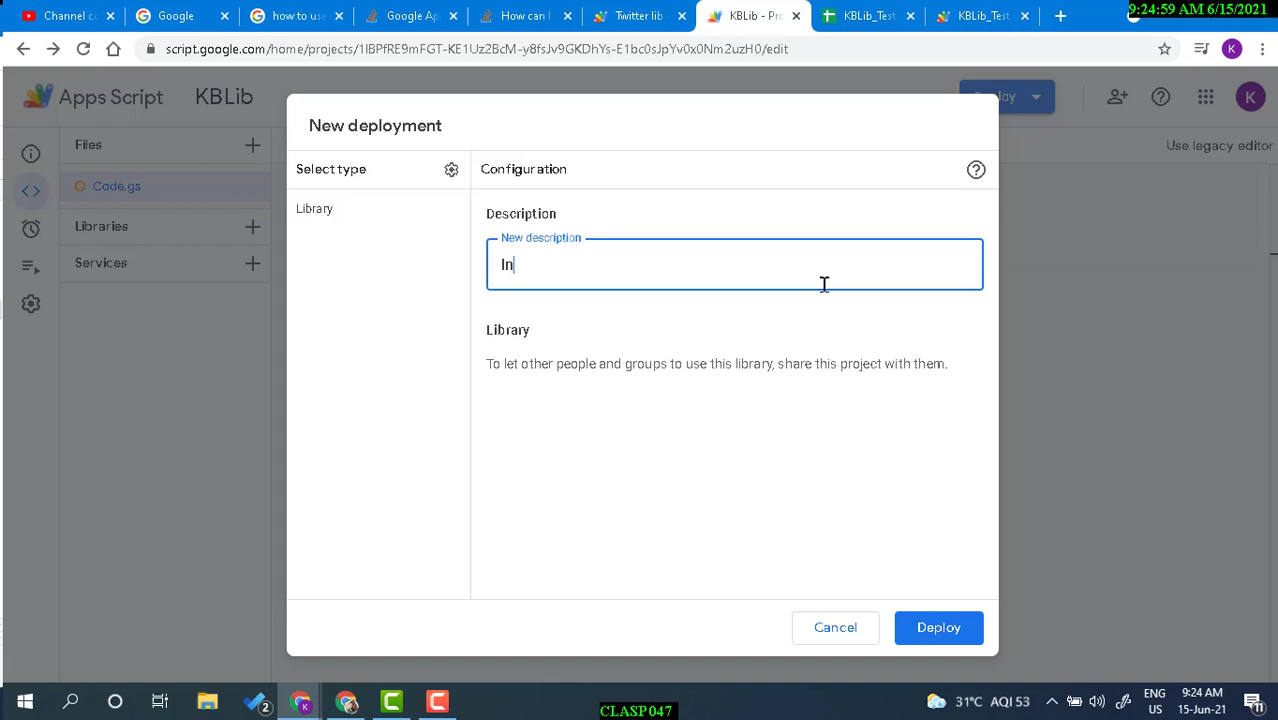 9:24:59 AM 6/15/2021
Channel c
Google
how to use
Google Ap
How can I
Twitter lib
KBLib - Pro
KBLib_Test
KBLib_Test
script.google.com/home/projects/1lBPfRE9mFGT-KE1Uz2BcM-y8fsJv9GKDhYs-E1bc0sJpYv0x0Nm2uzH0/edit
K
Apps Script
KBLib
Deploy
K
Files
Use legacy editor
Code.gs
Libraries
Services
New deployment
Select type
Configuration
Library
Description
New description
In
Library
To let other people and groups to use this library, share this project with them.
Cancel
Deploy
2
K
31°C AQI 53
ENG
US
9:24 AM
15-Jun-21
11
CLASP047